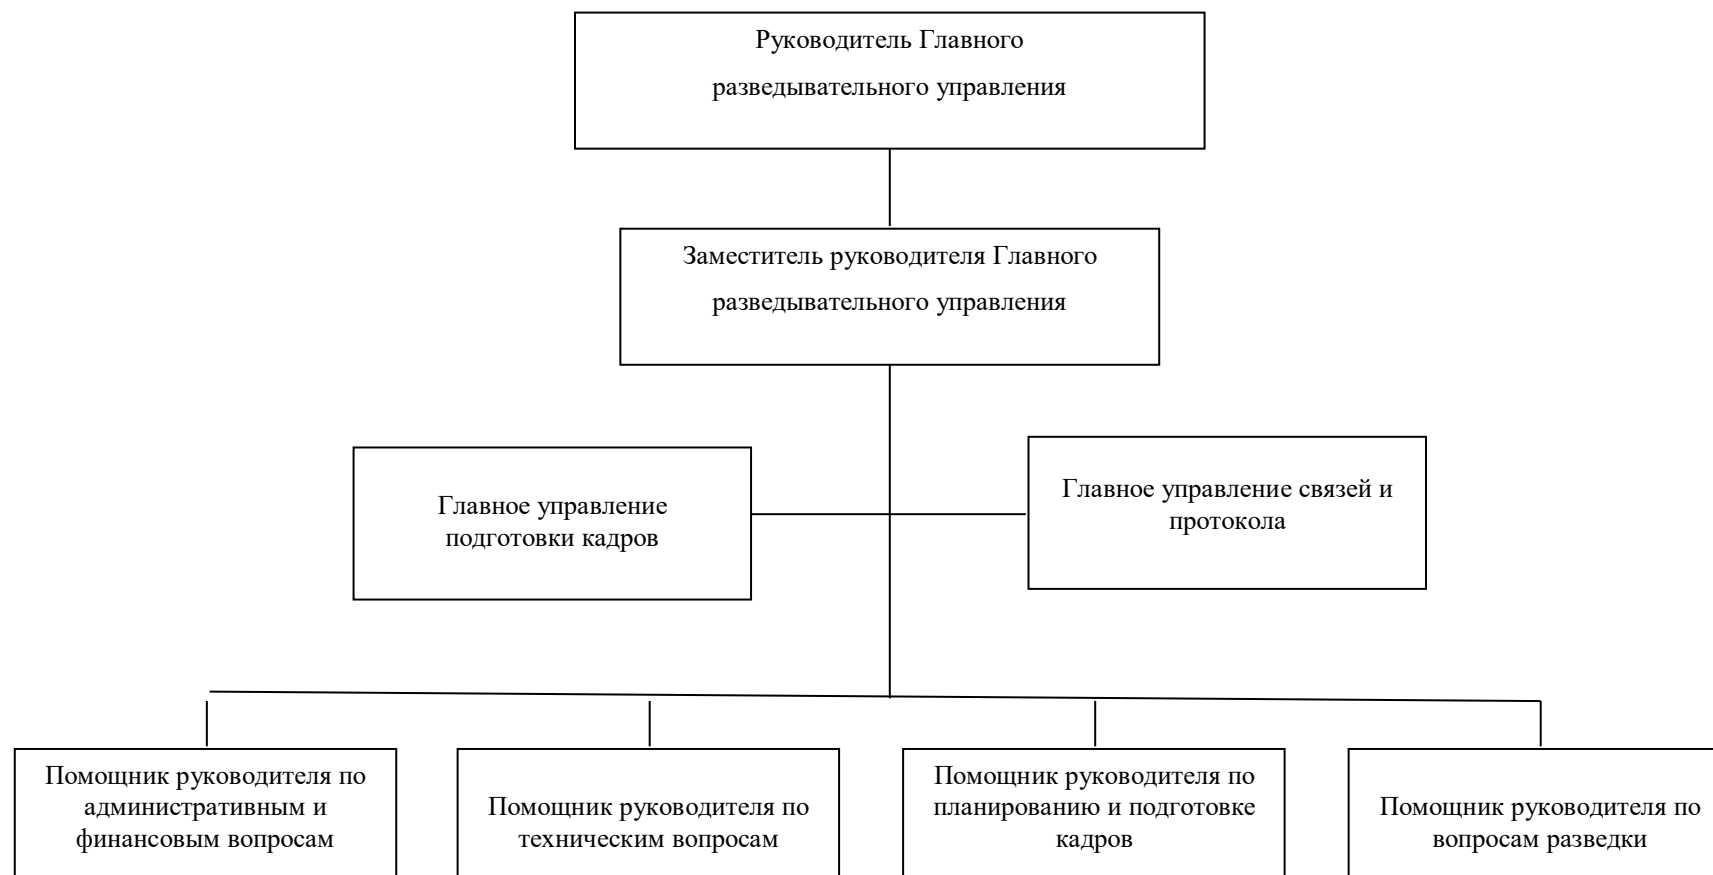 Руководитель Главного
разведывательного управления
Заместитель руководителя Главного
разведывательного управления
Главное управление
подготовки кадров
Главное управление связей и
протокола
Помощник руководителя по
административным и
финансовым вопросам
Помощник руководителя по
техническим вопросам
Помощник руководителя по
планированию и подготовке
кадров
Помощник руководителя по
вопросам разведки